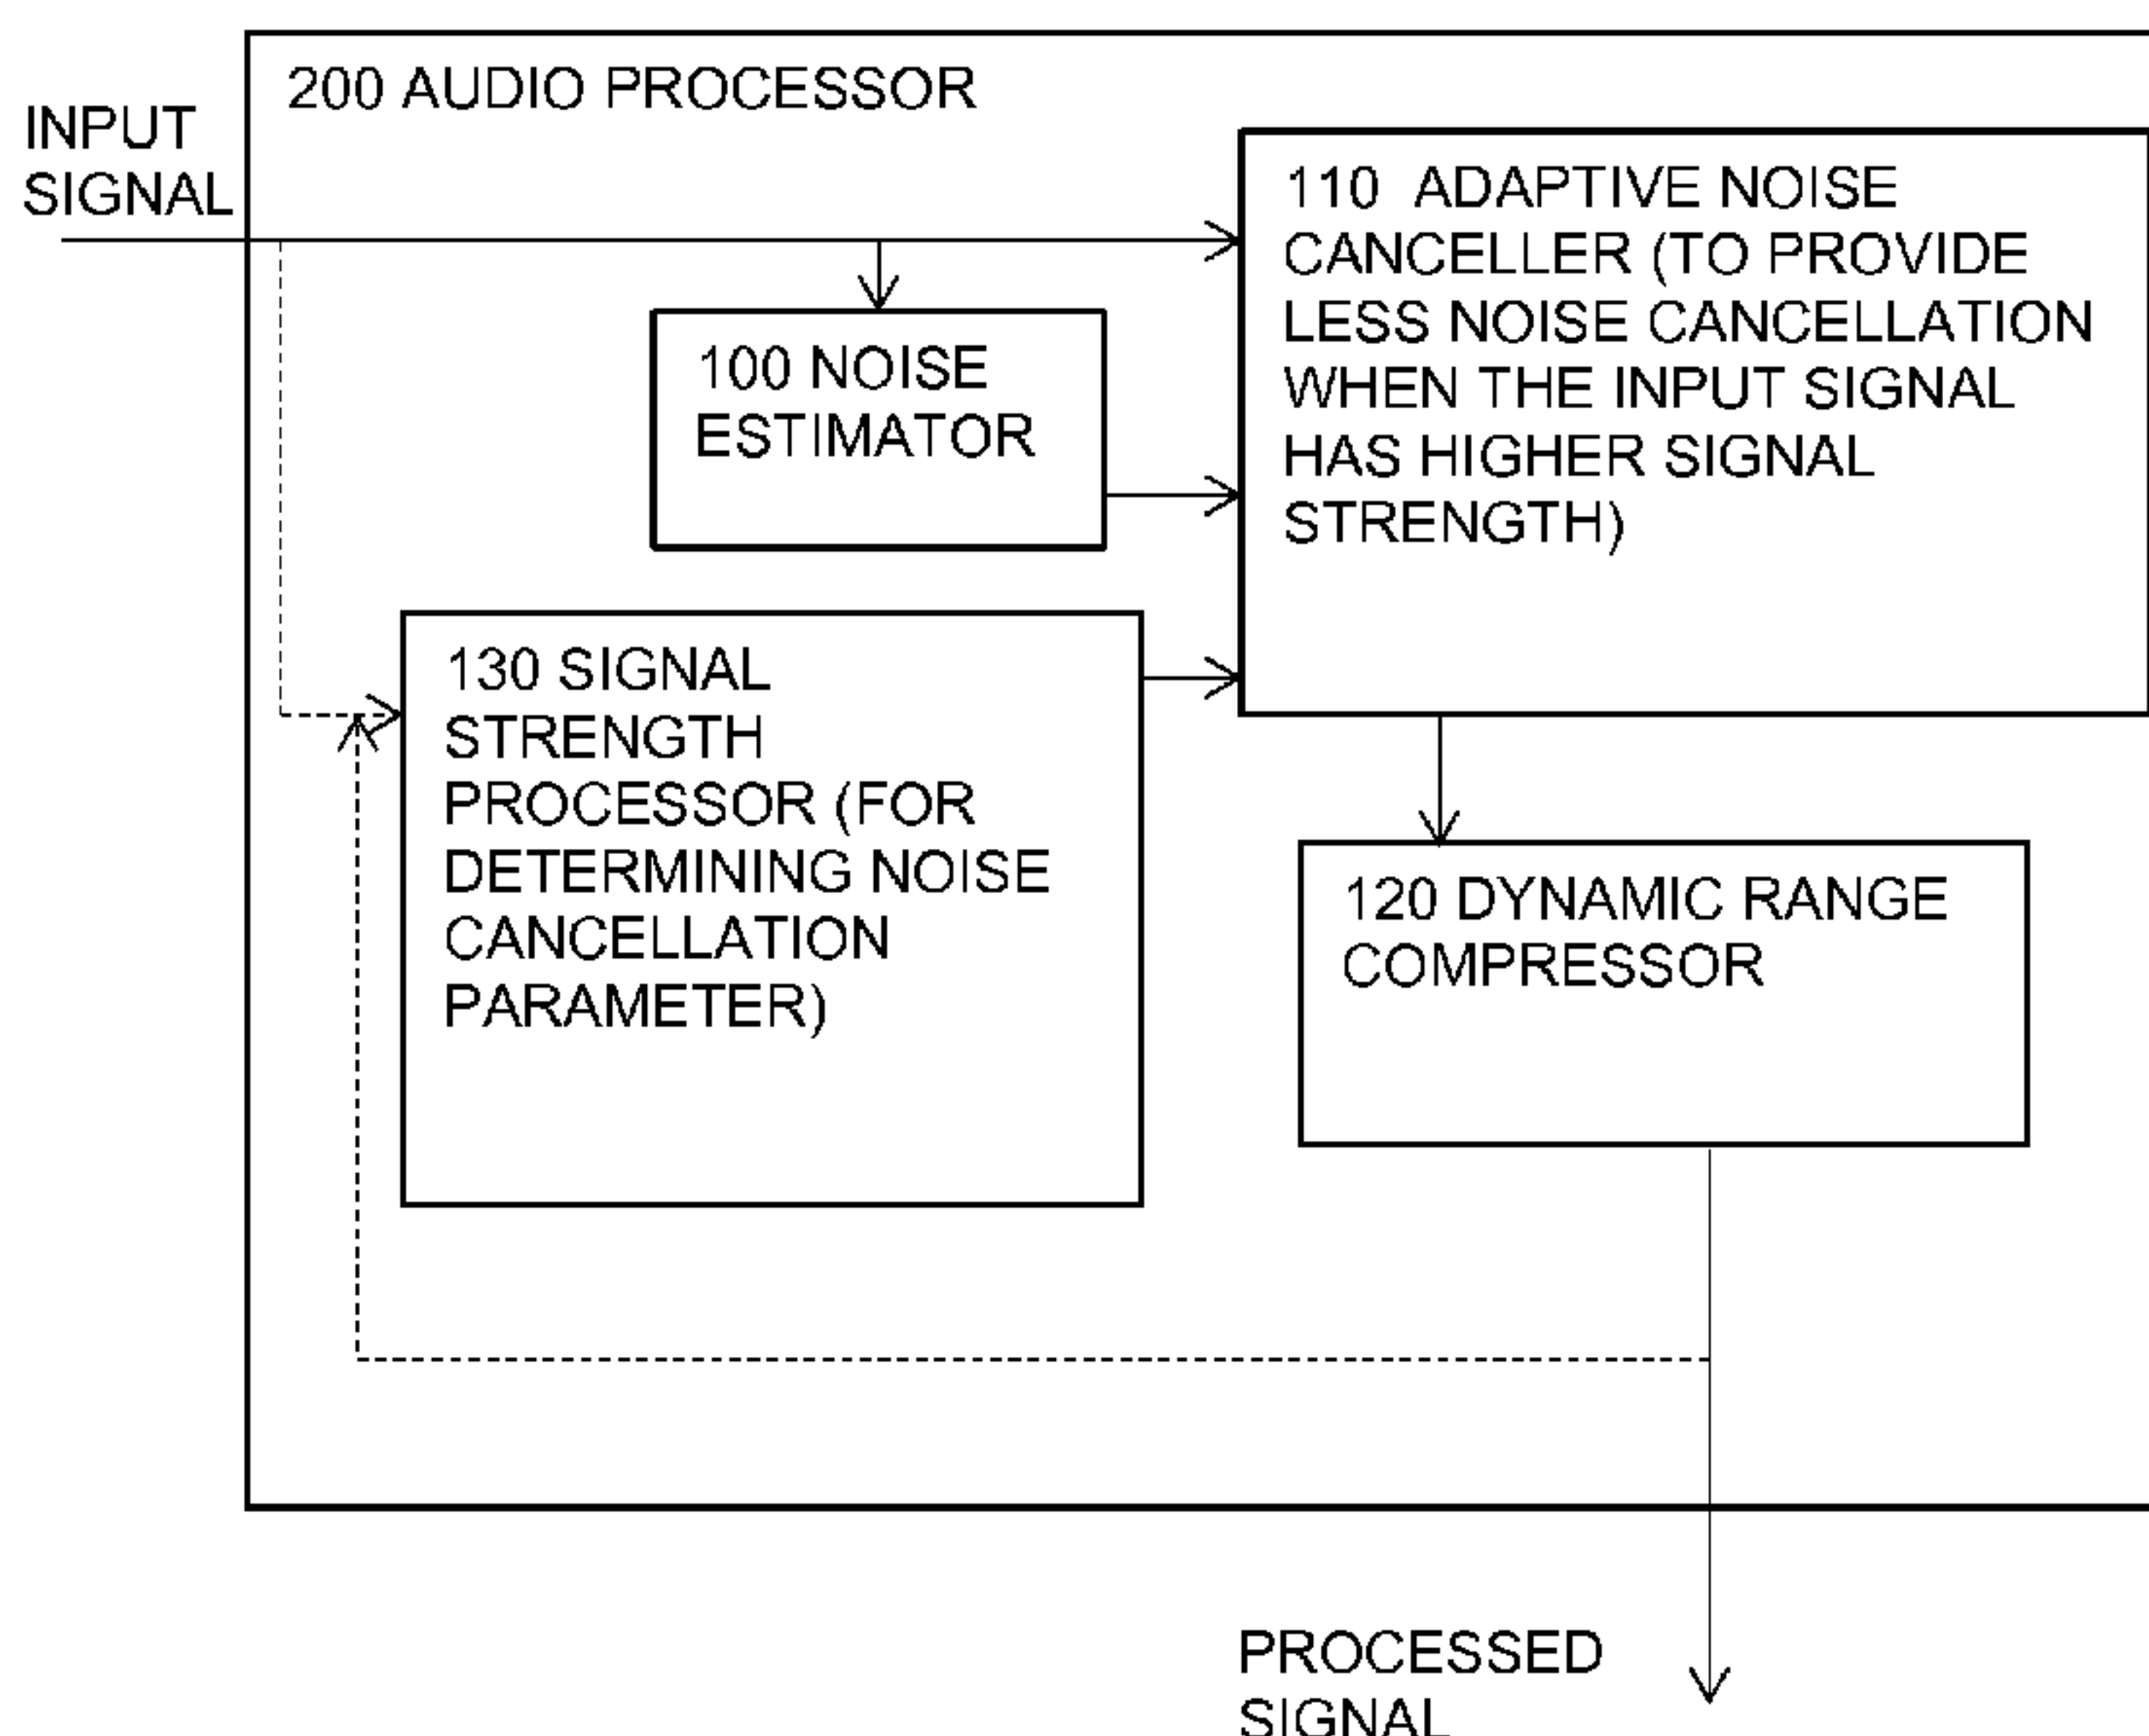 200 AUDIO PROCESSOR
INPUT
SIGNAL
110 ADAPTIVE NOISE
CANCELLER (TO PROVIDE
LESS NOISE CANCELLATION
WHEN THE INPUT SIGNAL
HAS HIGHER SIGNAL
STRENGTH)
100 NOISE
ESTIMATOR
130 SIGNAL
STRENGTH
PROCESSOR (FOR
DETERMINING NOISE
CANCELLATION
PARAMETER)
120 DYNAMIC RANGE
COMPRESSOR
PROCESSED
SIGNAL